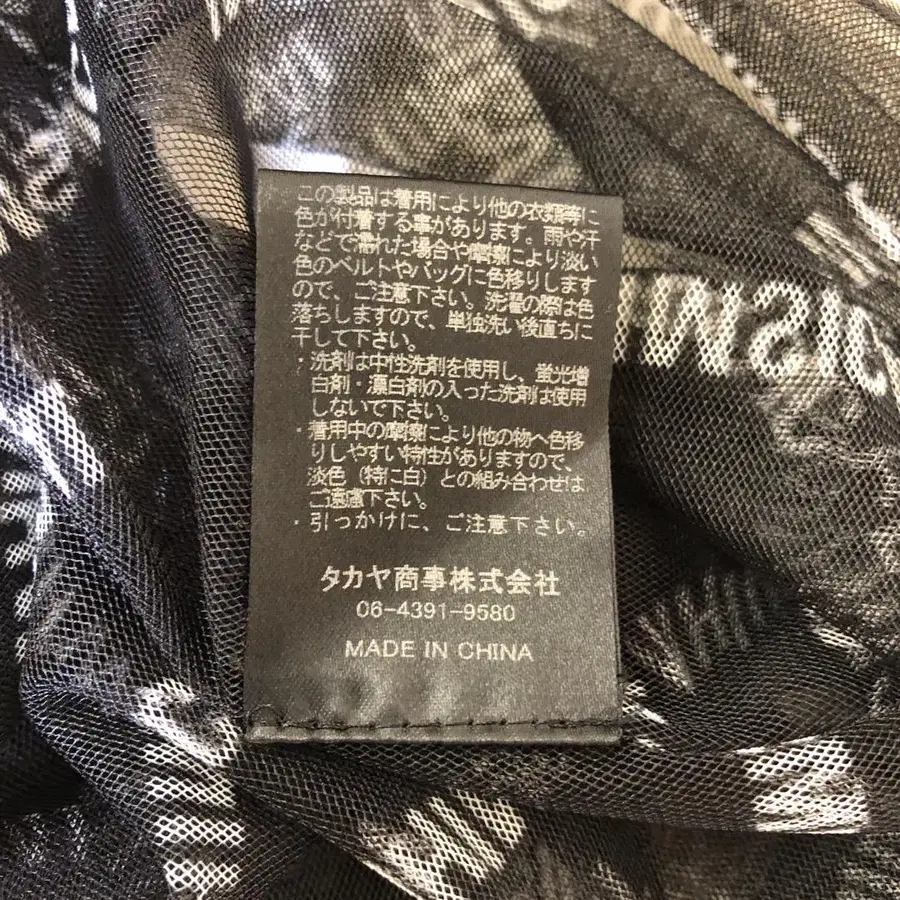 この製品は着用により他の衣類等に
色が付着する事があります。雨や汗
などで濡れた場合や摩擦により淡い
色のベルトやバッグに色移りします
ので、ご注意下さい。洗濯の際は色
落ちしますので、単独洗い後直ちに
干して下さい。
・洗剤は中性洗剤を使用し、蛍光増
白剤・漂白剤の入った洗剤は使用
しないで下さい。
・着用中の摩擦により他の物へ色移
りしやすい特性がありますので、
淡色（特に白）との組み合わせは
ご遠慮下さい。
・引っかけに、ご注意下さい。
タカヤ商事株式会社
06-4391-9580
MADE IN CHINA